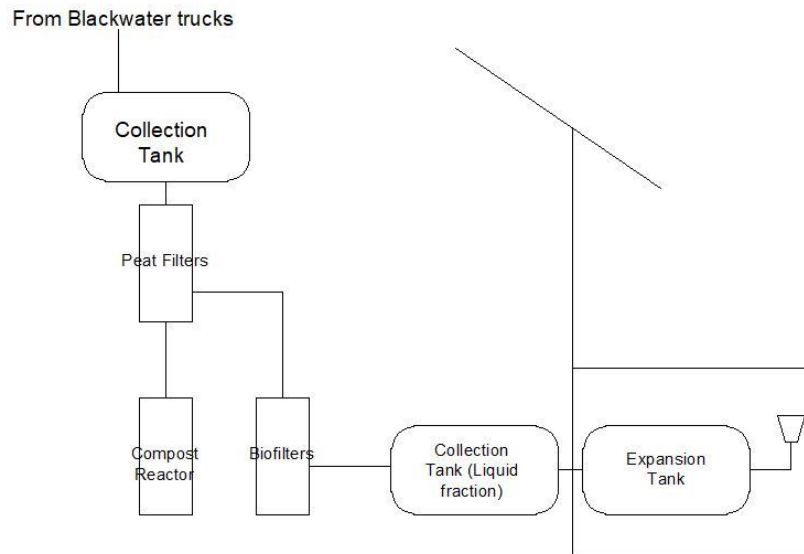 From Blackwater trucks
Collection
Tank
Peat Filters
Compost
Reactor
Biofilters
Collection
Tank (Liquid
fraction)
Expansion
Tank